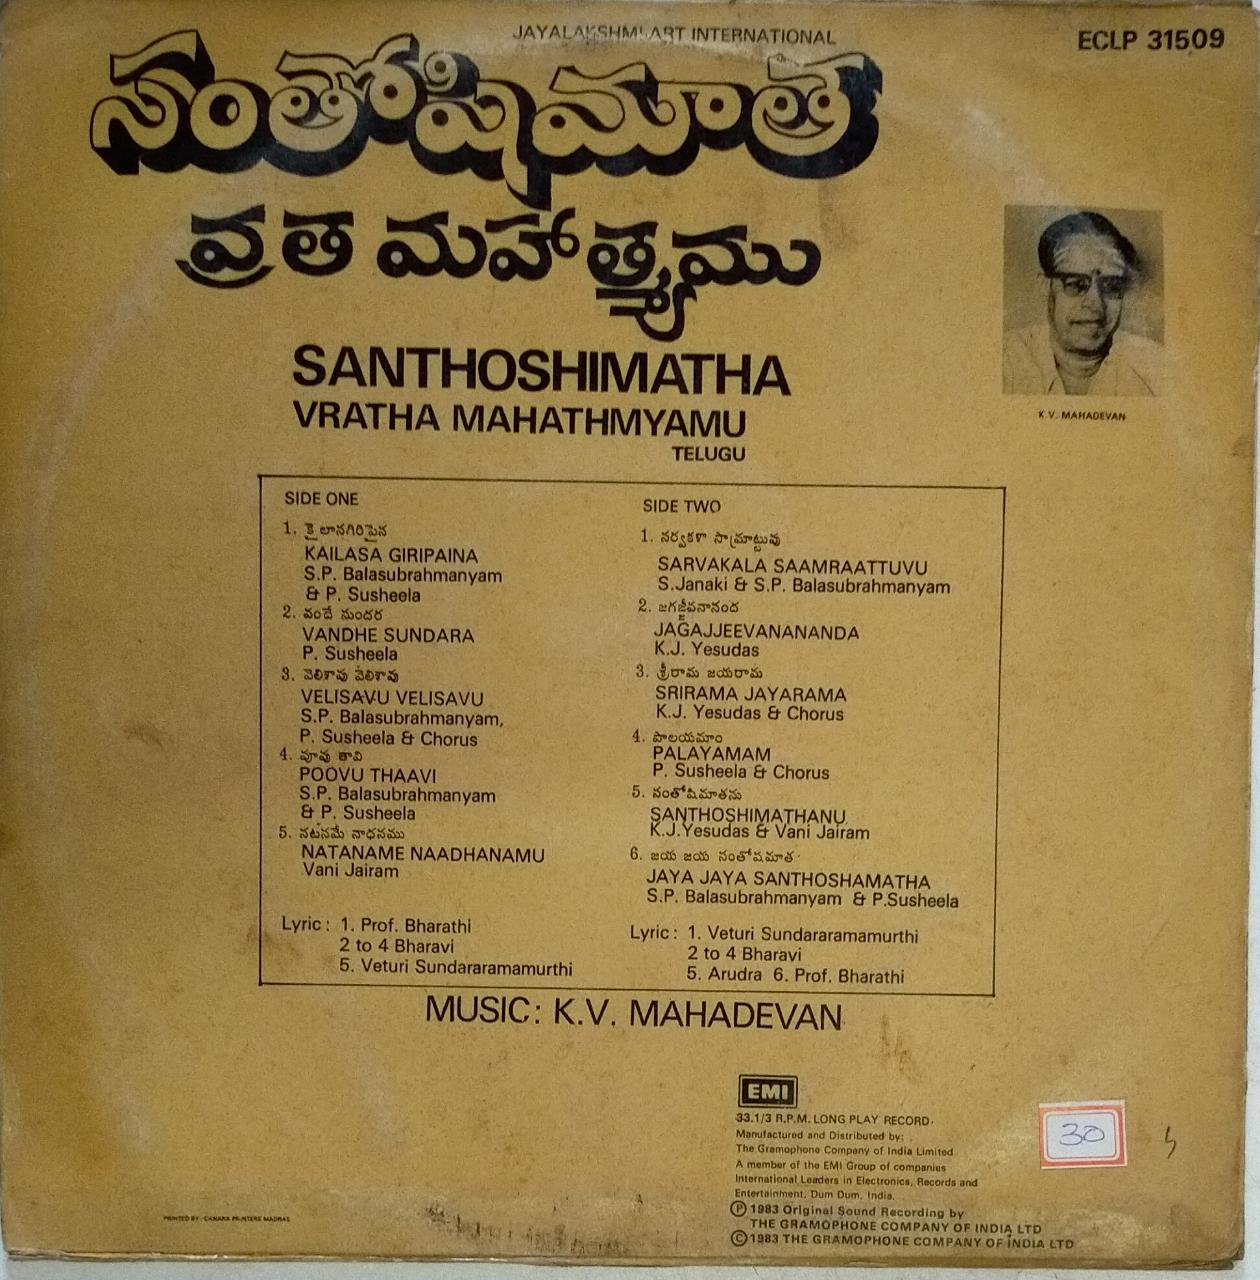 JAYALAKSHMI ART INTERNATIONAL
ECLP 31509
సంతోషిమాత
వ్రత మహాత్మ్యము
SANTHOSHIMATHA
VRATHA MAHATHMYAMU
TELUGU
K.V. MAHADEVAN
SIDE ONE
1. కైలాసగిరిపైన
KAILASA GIRIPAINA
S.P. Balasubrahmanyam
& P. Susheela
2. వందే సుందర
VANDHE SUNDARA
P. Susheela
3. వెలిశావు వెలిశావు
VELISAVU VELISAVU
S.P. Balasubrahmanyam,
P. Susheela & Chorus
4. పూవు తావి
POOVU THAAVI
S.P. Balasubrahmanyam
& P. Susheela
5. నటనమే నాధనము
NATANAME NAADHANAMU
Vani Jairam
Lyric : 1. Prof. Bharathi
2 to 4 Bharavi
5. Veturi Sundararamamurthi
SIDE TWO
1. సర్వకళా సామ్రాట్టువు
SARVAKALA SAAMRAATTUVU
S.Janaki & S.P. Balasubrahmanyam
2. జగజ్జీవనానంద
JAGAJJEEVANANANDA
K.J. Yesudas
3. శ్రీరామ జయరామ
SRIRAMA JAYARAMA
K.J. Yesudas & Chorus
4. పాలయమాం
PALAYAMAM
P. Susheela & Chorus
5. సంతోషిమాతను
SANTHOSHIMATHANU
K.J.Yesudas & Vani Jairam
6. జయ జయ సంతోషమాత
JAYA JAYA SANTHOSHAMATHA
S.P. Balasubrahmanyam & P.Susheela
Lyric : 1. Veturi Sundararamamurthi
2 to 4 Bharavi
5. Arudra 6. Prof. Bharathi
MUSIC: K.V. MAHADEVAN
EMI
33.1/3 R.P.M. LONG PLAY RECORD.
Manufactured and Distributed by:
The Gramophone Company of India Limited
A member of the EMI Group of companies
International Leaders in Electronics, Records and
Entertainment, Dum Dum, India.
Ⓟ 1983 Original Sound Recording by
THE GRAMOPHONE COMPANY OF INDIA LTD
© 1983 THE GRAMOPHONE COMPANY OF INDIA LTD
30
PRINTED BY: CANARA PRINTERS MADRAS